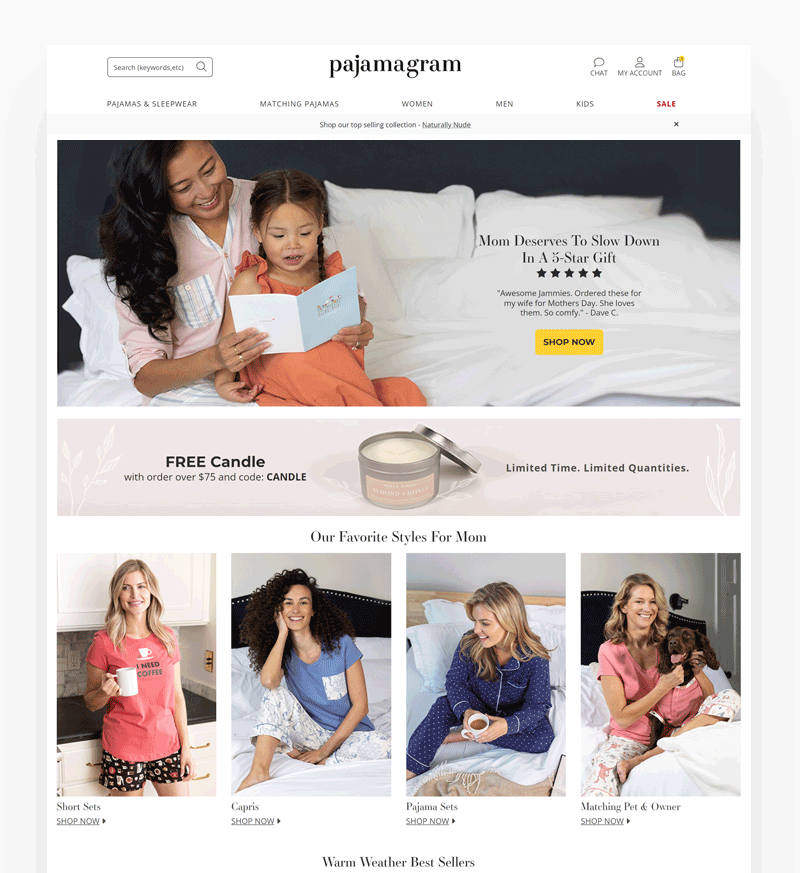 Search (keywords,etc)
pajamagram
CHAT
MY ACCOUNT
BAG
PAJAMAS & SLEEPWEAR
MATCHING PAJAMAS
WOMEN
MEN
KIDS
SALE
Shop our top selling collection - Naturally Nude
×
Mom Deserves To Slow Down
In A 5-Star Gift
"Awesome Jammies. Ordered these for
my wife for Mothers Day. She loves
them. So comfy." - Dave C.
SHOP NOW
FREE Candle
with order over $75 and code: CANDLE
ALMOND + HONEY
Limited Time. Limited Quantities.
Our Favorite Styles For Mom
I NEED
COFFEE
Short Sets
SHOP NOW
Capris
SHOP NOW
Pajama Sets
SHOP NOW
Matching Pet & Owner
SHOP NOW
Warm Weather Best Sellers